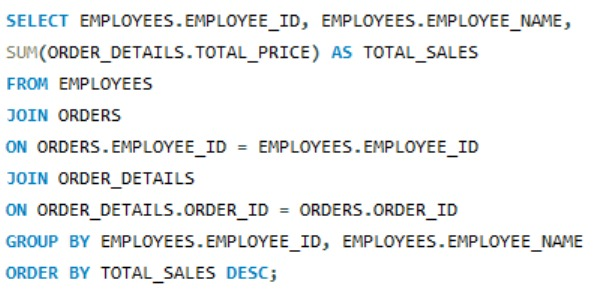 SELECT EMPLOYEES.EMPLOYEE_ID, EMPLOYEES.EMPLOYEE_NAME,
SUM(ORDER_DETAILS.TOTAL_PRICE) AS TOTAL_SALES
FROM EMPLOYEES
JOIN ORDERS
ON ORDERS.EMPLOYEE_ID = EMPLOYEES.EMPLOYEE_ID
JOIN ORDER_DETAILS
ON ORDER_DETAILS.ORDER_ID = ORDERS.ORDER_ID
GROUP BY EMPLOYEES.EMPLOYEE_ID, EMPLOYEES.EMPLOYEE_NAME
ORDER BY TOTAL_SALES DESC;